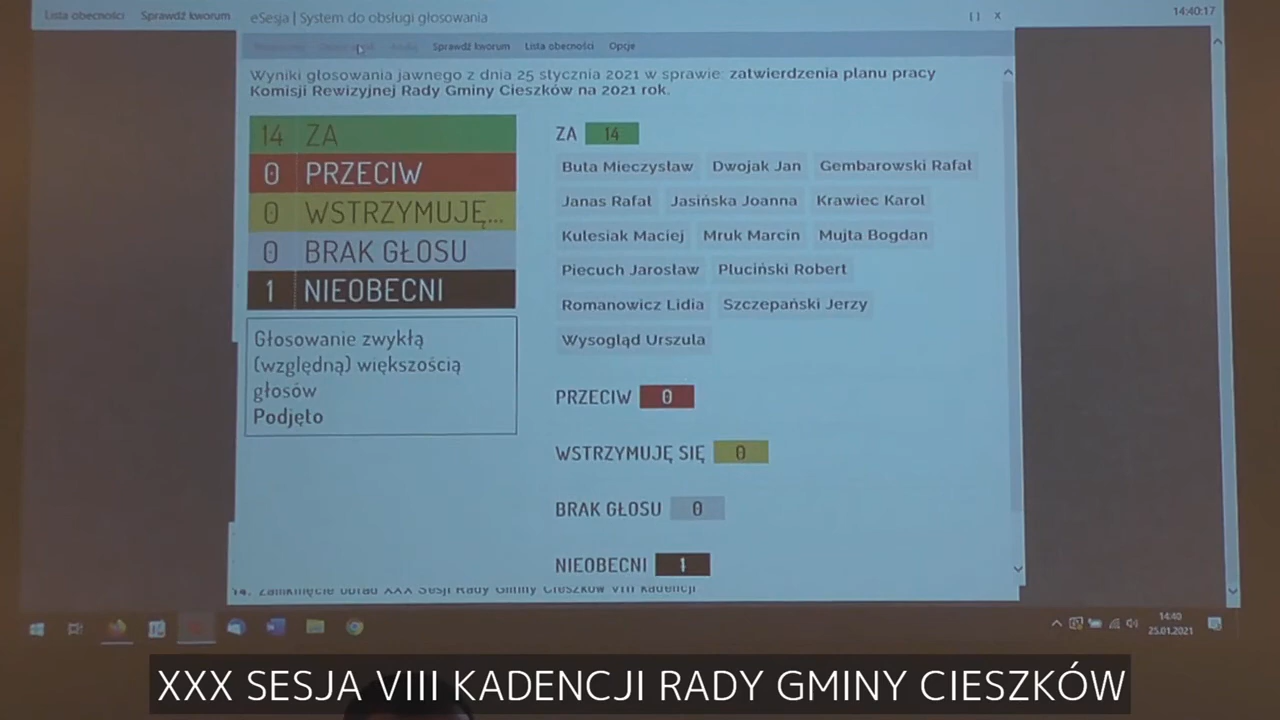 Lista obecności Sprawdź kworum eSesja | System do obsługi głosowania [ ] X 14:40:17
Sprawdź kworum Lista obecności Opcje
Wyniki głosowania jawnego z dnia 25 stycznia 2021 w sprawie: zatwierdzenia planu pracy
Komisji Rewizyjnej Rady Gminy Cieszków na 2021 rok.
14 ZA
0 PRZECIW
0 WSTRZYMUJĘ...
0 BRAK GŁOSU
1 NIEOBECNI
Głosowanie zwykłą
(względną) większością
głosów
Podjęto
ZA 14
Buta Mieczysław Dwojak Jan Gembarowski Rafał
Janas Rafał Jasińska Joanna Krawiec Karol
Kulesiak Maciej Mruk Marcin Mujta Bogdan
Piecuch Jarosław Pluciński Robert
Romanowicz Lidia Szczepański Jerzy
Wysogląd Urszula
PRZECIW 0
WSTRZYMUJĘ SIĘ 0
BRAK GŁOSU 0
NIEOBECNI 1
14. Zamknięcie obrad XXX Sesji Rady Gminy Cieszków VIII kadencji.
14:40
25.01.2021
XXX SESJA VIII KADENCJI RADY GMINY CIESZKÓW